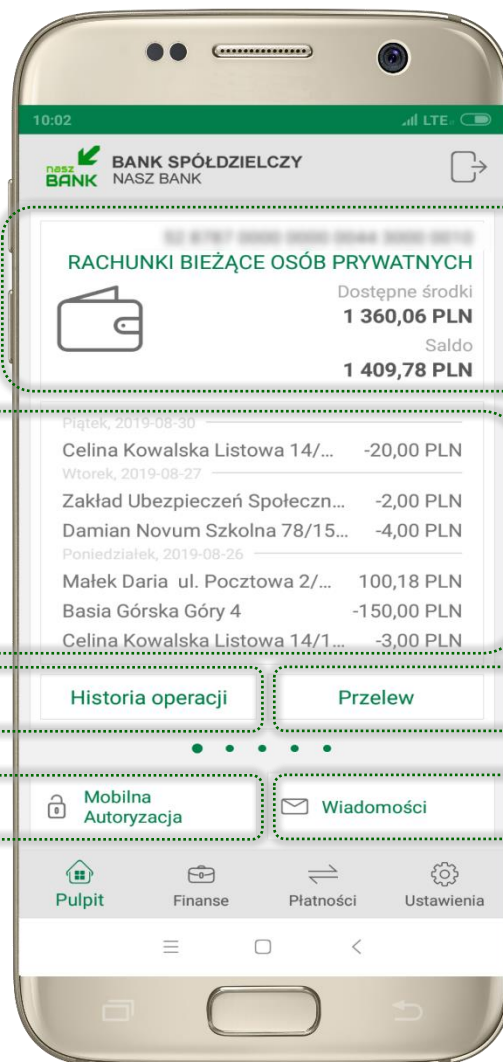 10:02
LTE
nasz
BANK
BANK SPÓŁDZIELCZY
NASZ BANK
RACHUNKI BIEŻĄCE OSÓB PRYWATNYCH
Dostępne środki
1 360,06 PLN
Saldo
1 409,78 PLN
Piątek, 2019-08-30
Celina Kowalska Listowa 14/... -20,00 PLN
Wtorek, 2019-08-27
Zakład Ubezpieczeń Społeczn... -2,00 PLN
Damian Novum Szkolna 78/15... -4,00 PLN
Poniedziałek, 2019-08-26
Małek Daria ul. Pocztowa 2/... 100,18 PLN
Basia Górska Góry 4 -150,00 PLN
Celina Kowalska Listowa 14/1... -3,00 PLN
Historia operacji Przelew
Mobilna
Autoryzacja
Wiadomości
Pulpit Finanse Płatności Ustawienia